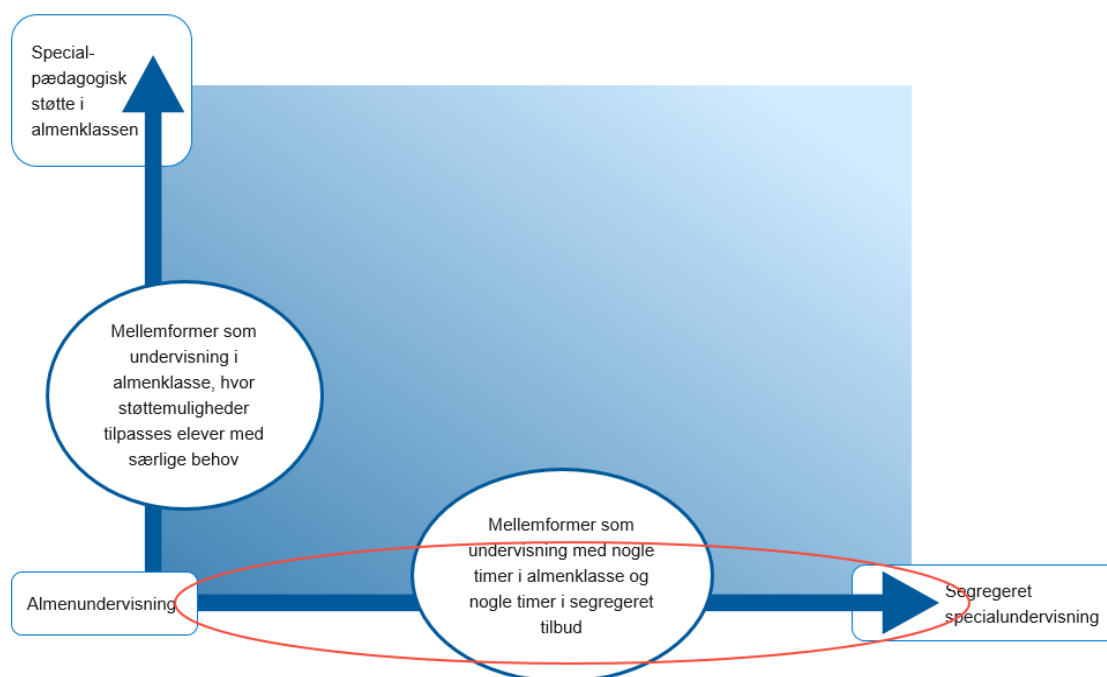 Special-
pædagogisk
støtte i
almenklassen
Mellemformer som
undervisning i
almenklasse, hvor
støttemuligheder
tilpasses elever med
særlige behov
Mellemformer som
undervisning med nogle
timer i almenklasse og
nogle timer i segregeret
tilbud
Almenundervisning
Segregeret
specialundervisning